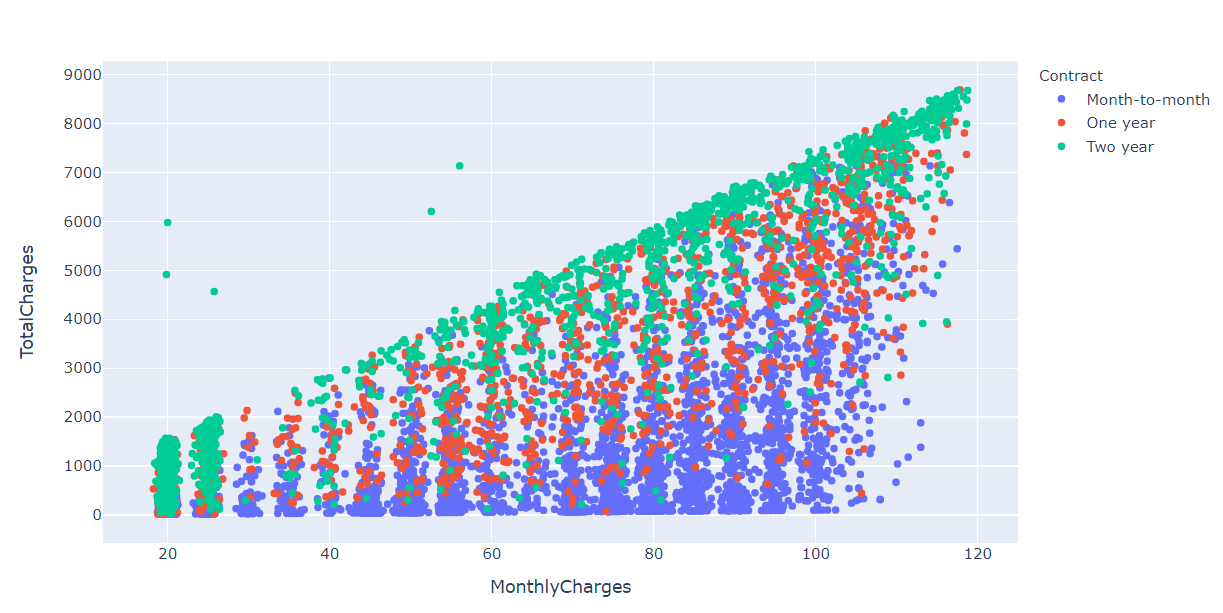 Contract
Month-to-month
One year
Two year
TotalCharges
9000
8000
7000
6000
5000
4000
3000
2000
1000
0
20 40 60 80 100 120
MonthlyCharges